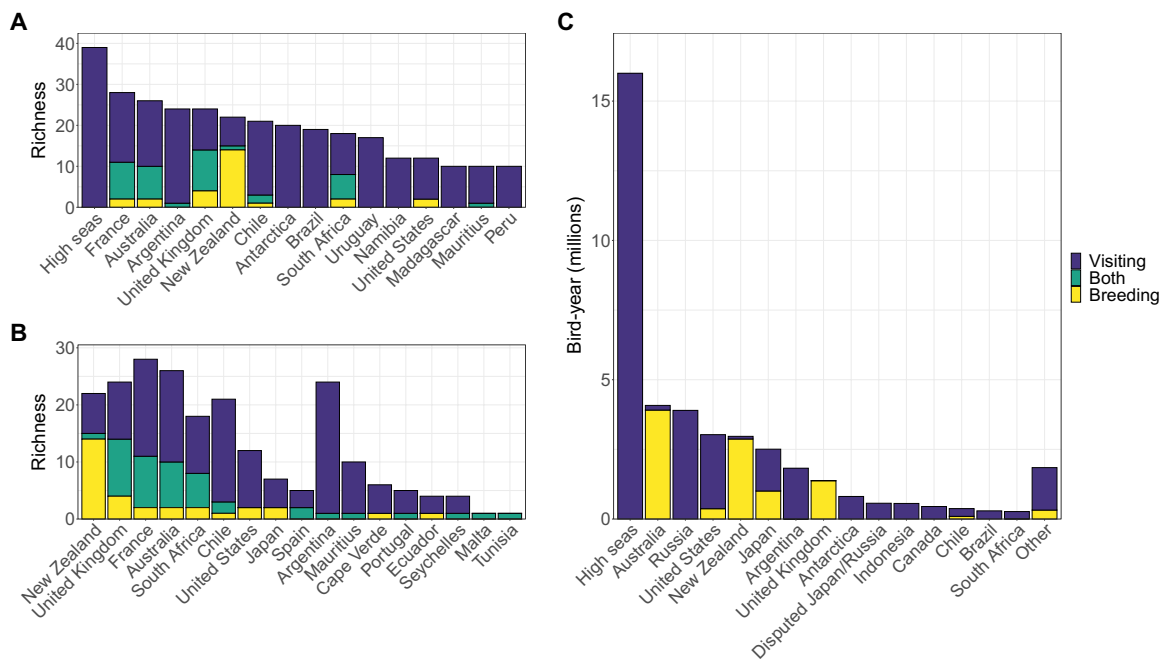 A
Richness
40
30
20
10
0
High seas
France
Australia
Argentina
United Kingdom
New Zealand
Chile
Antarctica
Brazil
South Africa
Uruguay
Namibia
United States
Madagascar
Mauritius
Peru
B
Richness
30
20
10
0
New Zealand
United Kingdom
France
Australia
South Africa
Chile
United States
Japan
Spain
Argentina
Mauritius
Cape Verde
Portugal
Ecuador
Seychelles
Malta
Tunisia
C
Bird-year (millions)
15
10
5
0
High seas
Australia
Russia
United States
New Zealand
Japan
Argentina
United Kingdom
Antarctica
Disputed Japan/Russia
Indonesia
Canada
Chile
Brazil
South Africa
Other
Visiting
Both
Breeding